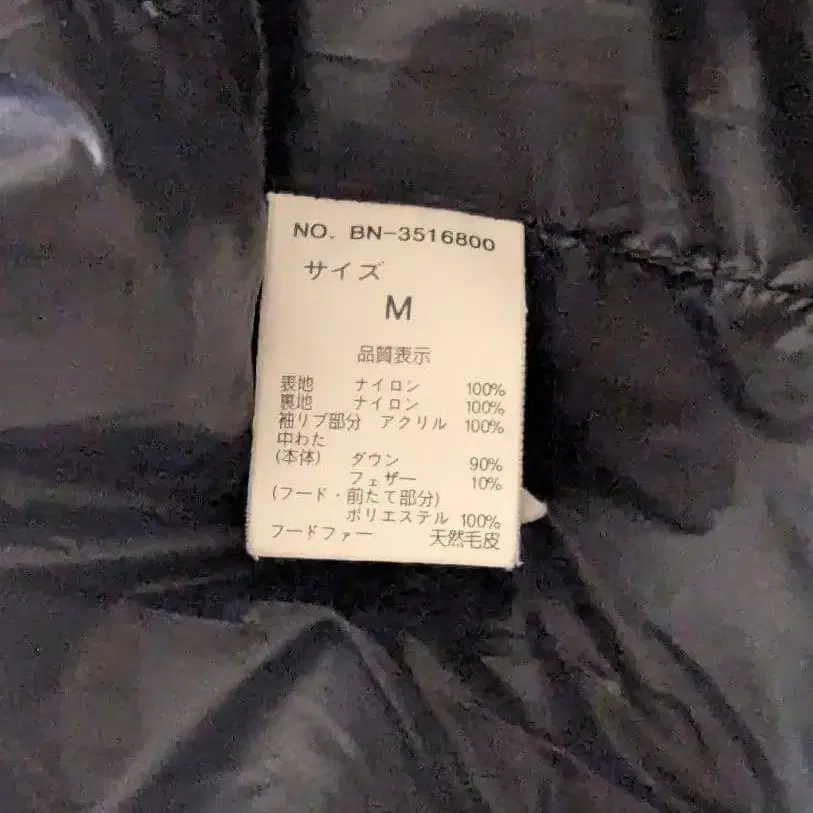 NO. BN-3516800
サイズ
M
品質表示
表地 ナイロン 100%
裏地 ナイロン 100%
袖リブ部分 アクリル 100%
中わた
(本体) ダウン 90%
フェザー 10%
(フード・前たて部分)
ポリエステル 100%
フードファー 天然毛皮